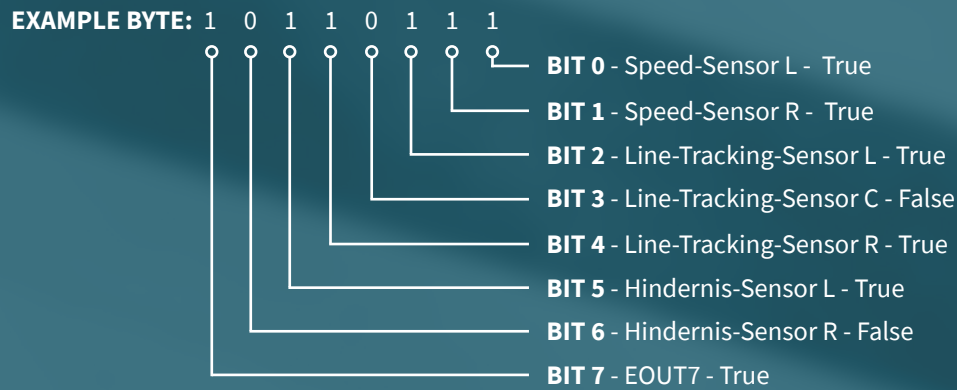 EXAMPLE BYTE: 1 0 1 1 0 1 1 1
BIT 0 - Speed-Sensor L - True
BIT 1 - Speed-Sensor R - True
BIT 2 - Line-Tracking-Sensor L - True
BIT 3 - Line-Tracking-Sensor C - False
BIT 4 - Line-Tracking-Sensor R - True
BIT 5 - Hindernis-Sensor L - True
BIT 6 - Hindernis-Sensor R - False
BIT 7 - EOUT7 - True